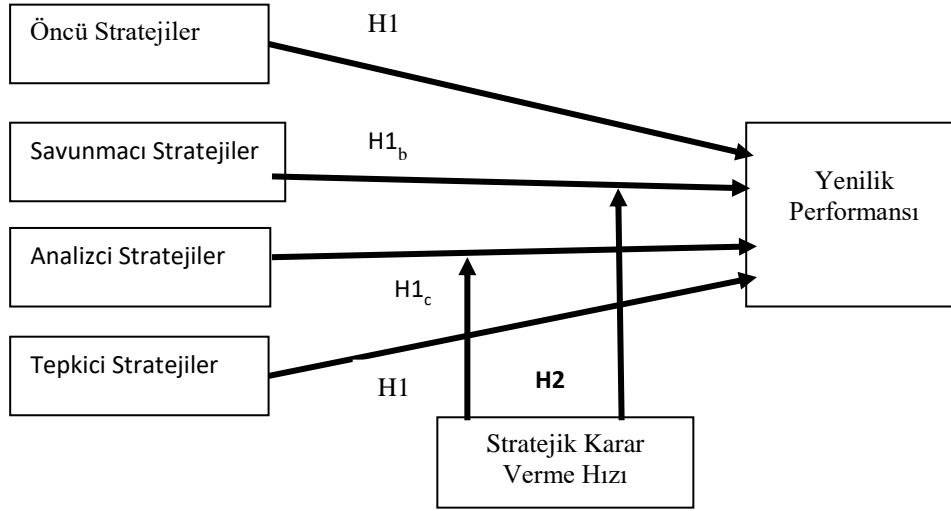 Öncü Stratejiler
H1
Savunmacı Stratejiler
H1b
Yenilik
Performansı
Analizci Stratejiler
H1c
Tepkici Stratejiler
H1
H2
Stratejik Karar
Verme Hızı